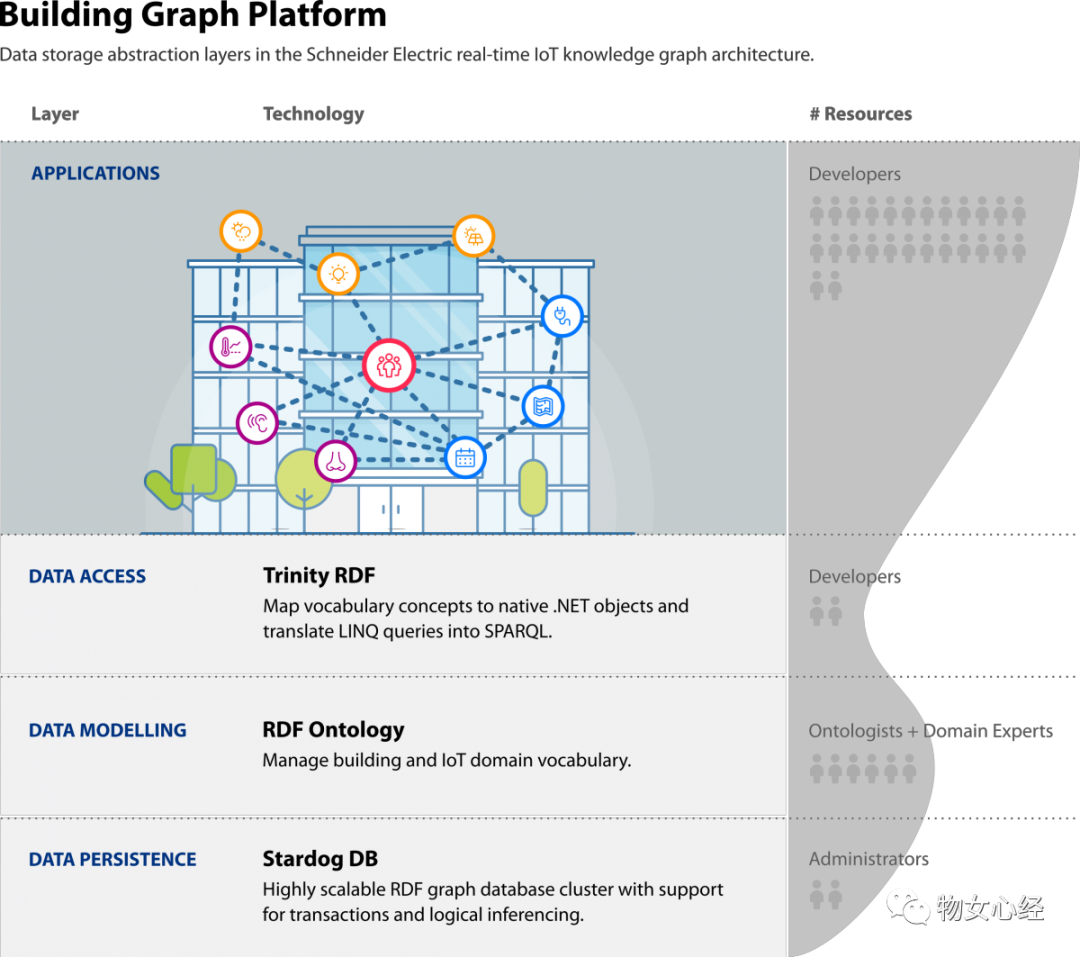 Building Graph Platform
Data storage abstraction layers in the Schneider Electric real-time IoT knowledge graph architecture.
Layer
Technology
# Resources
APPLICATIONS
Developers
DATA ACCESS
Trinity RDF
Map vocabulary concepts to native .NET objects and
translate LINQ queries into SPARQL.
Developers
DATA MODELLING
RDF Ontology
Manage building and IoT domain vocabulary.
Ontologists + Domain Experts
DATA PERSISTENCE
Stardog DB
Highly scalable RDF graph database cluster with support
for transactions and logical inferencing.
Administrators
物女心经